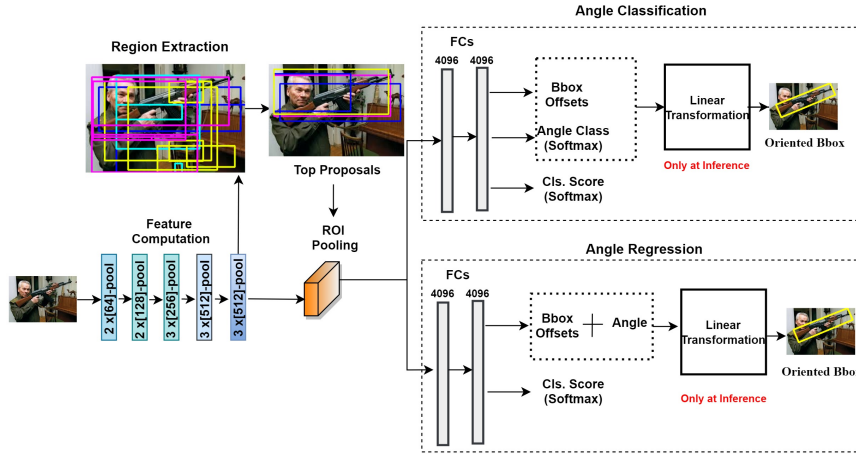 Angle Classification
Region Extraction
FCs
4096 4096
Bbox
Offsets
Angle Class
(Softmax)
Cls. Score
(Softmax)
Linear
Transformation
Only at Inference
Oriented Bbox
Top Proposals
ROI
Pooling
Feature
Computation
2 x[64]-pool
2 x[128]-pool
3 x[256]-pool
3 x[512]-pool
3 x[512]-pool
Angle Regression
FCs
4096 4096
Bbox
Offsets
+ Angle
Cls. Score
(Softmax)
Linear
Transformation
Only at Inference
Oriented Bbox